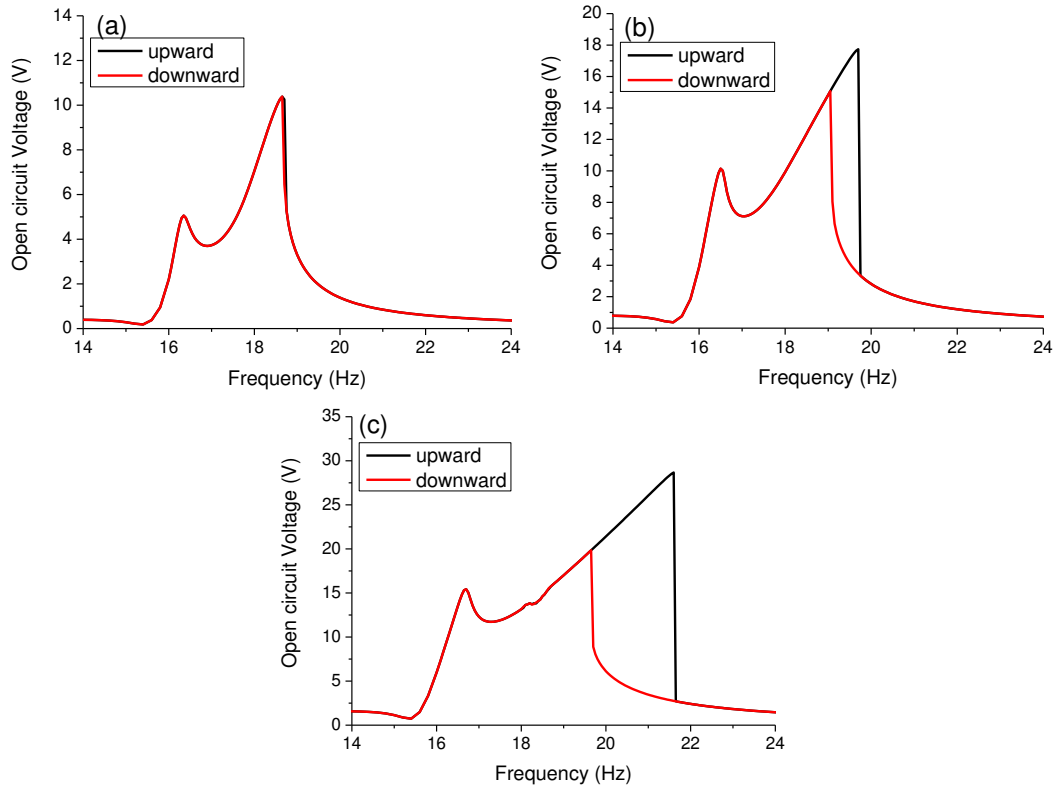 (a)
upward
downward
Open circuit Voltage (V)
14
12
10
8
6
4
2
0
14 16 18 20 22 24
Frequency (Hz)
(b)
upward
downward
Open circuit Voltage (V)
20
18
16
14
12
10
8
6
4
2
0
14 16 18 20 22 24
Frequency (Hz)
(c)
upward
downward
Open circuit Voltage (V)
35
30
25
20
15
10
5
0
14 16 18 20 22 24
Frequency (Hz)